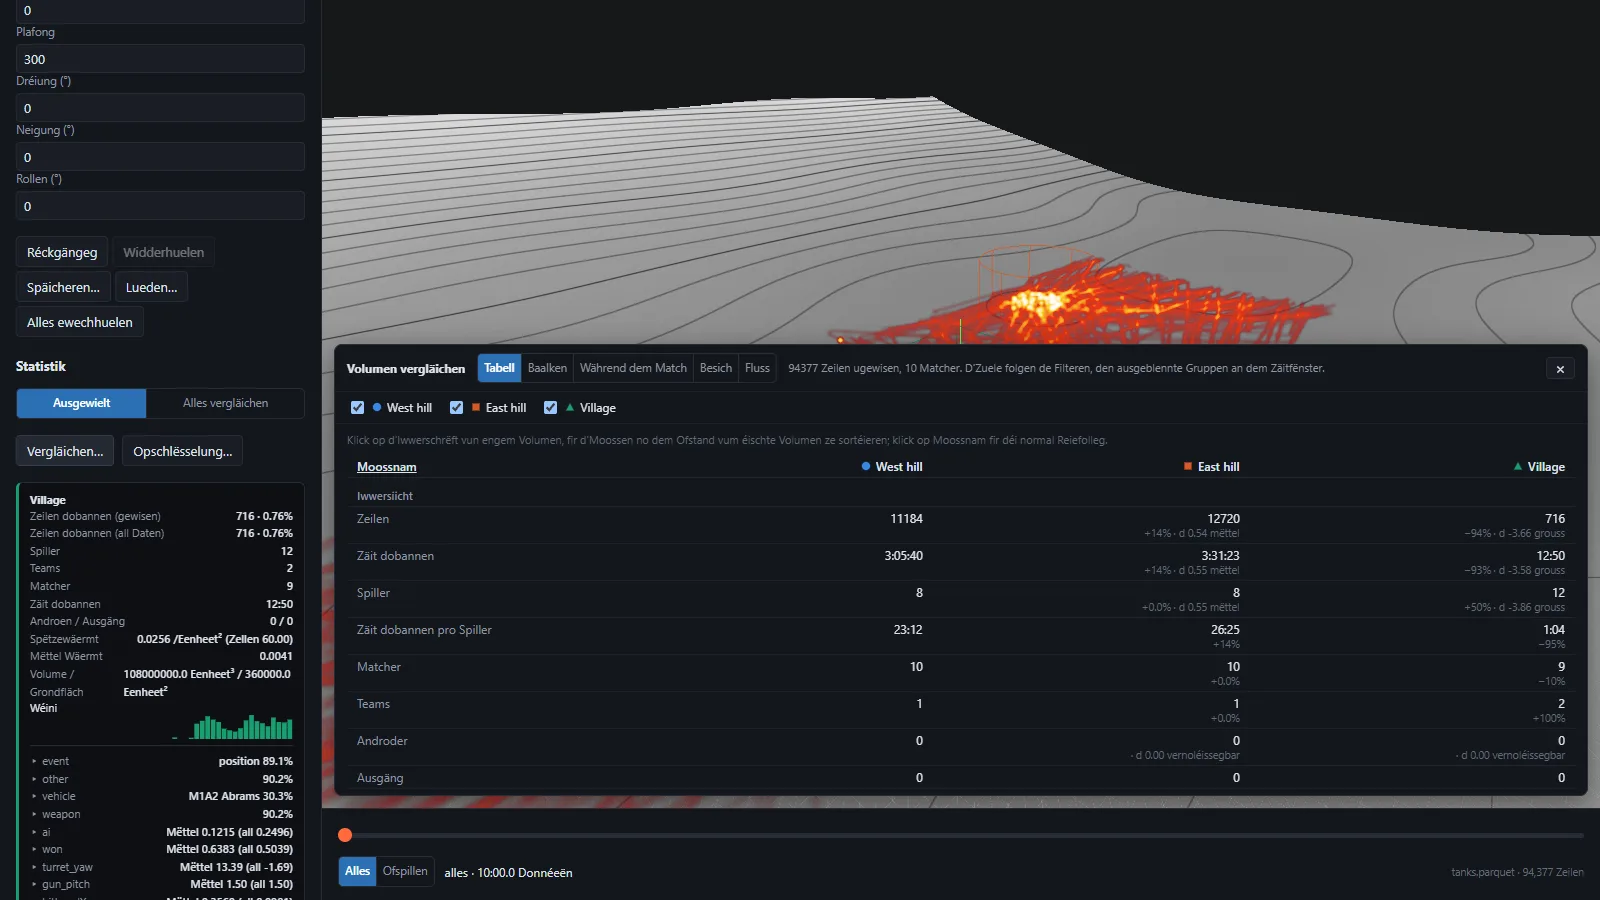 0
Plafong
300
Dréiung (°)
0
Neigung (°)
0
Rollen (°)
0
Réckgängeg
Widderhuelen
Späicheren...
Lueden...
Alles ewechhuelen
Statistik
Ausgewielt
Alles vergläichen
Vergläichen...
Opschlësselung...
Village
Zeilen dobannen (gewisen) 716 · 0.76%
Zeilen dobannen (all Daten) 716 · 0.76%
Spiller 12
Teams 2
Matcher 9
Zäit dobannen 12:50
Androen / Ausgäng 0 / 0
Spëtzewäermt 0.0256 /Eenheet² (Zellen 60.00)
Mëttel Wäermt 0.0041
Volume / 108000000.0 Eenheet³ / 360000.0
Grondfläch Eenheet²
Wéini
event position 89.1%
other 90.2%
vehicle M1A2 Abrams 30.3%
weapon 90.2%
ai Mëttel 0.1215 (all 0.2496)
won Mëttel 0.6383 (all 0.5039)
turret_yaw Mëttel 13.39 (all -1.69)
gun_pitch Mëttel 1.50 (all 1.50)
Volumen vergläichen
Tabell
Baalken
Während dem Match
Besich
Fluss
94377 Zeilen ugewisen, 10 Matcher. D'Zuele folgen de Filteren, den ausgeblennte Gruppen an dem Zäitfënster.
×
West hill
East hill
Village
Klick op d'Iwwerschrëft vun engem Volumen, fir d'Moossen no dem Ofstand vum éischte Volumen ze sortéieren; klick op Moossnam fir déi normal Reiefolleg.
Moossnam West hill East hill Village
Iwwersiicht
Zeilen 11184 12720 716
+14% · d 0.54 mëttel −94% · d -3.66 grouss
Zäit dobannen 3:05:40 3:31:23 12:50
+14% · d 0.55 mëttel −93% · d -3.58 grouss
Spiller 8 8 12
+0.0% · d 0.55 mëttel +50% · d -3.86 grouss
Zäit dobannen pro Spiller 23:12 26:25 1:04
+14% −95%
Matcher 10 10 9
+0.0% −10%
Teams 1 1 2
+0.0% +100%
Androder 0 0 0
· d 0.00 vernoléissegbar · d 0.00 vernoléissegbar
Ausgäng 0 0 0
Alles
Ofspillen
alles · 10:00.0 Donnéeën
tanks.parquet · 94,377 Zeilen